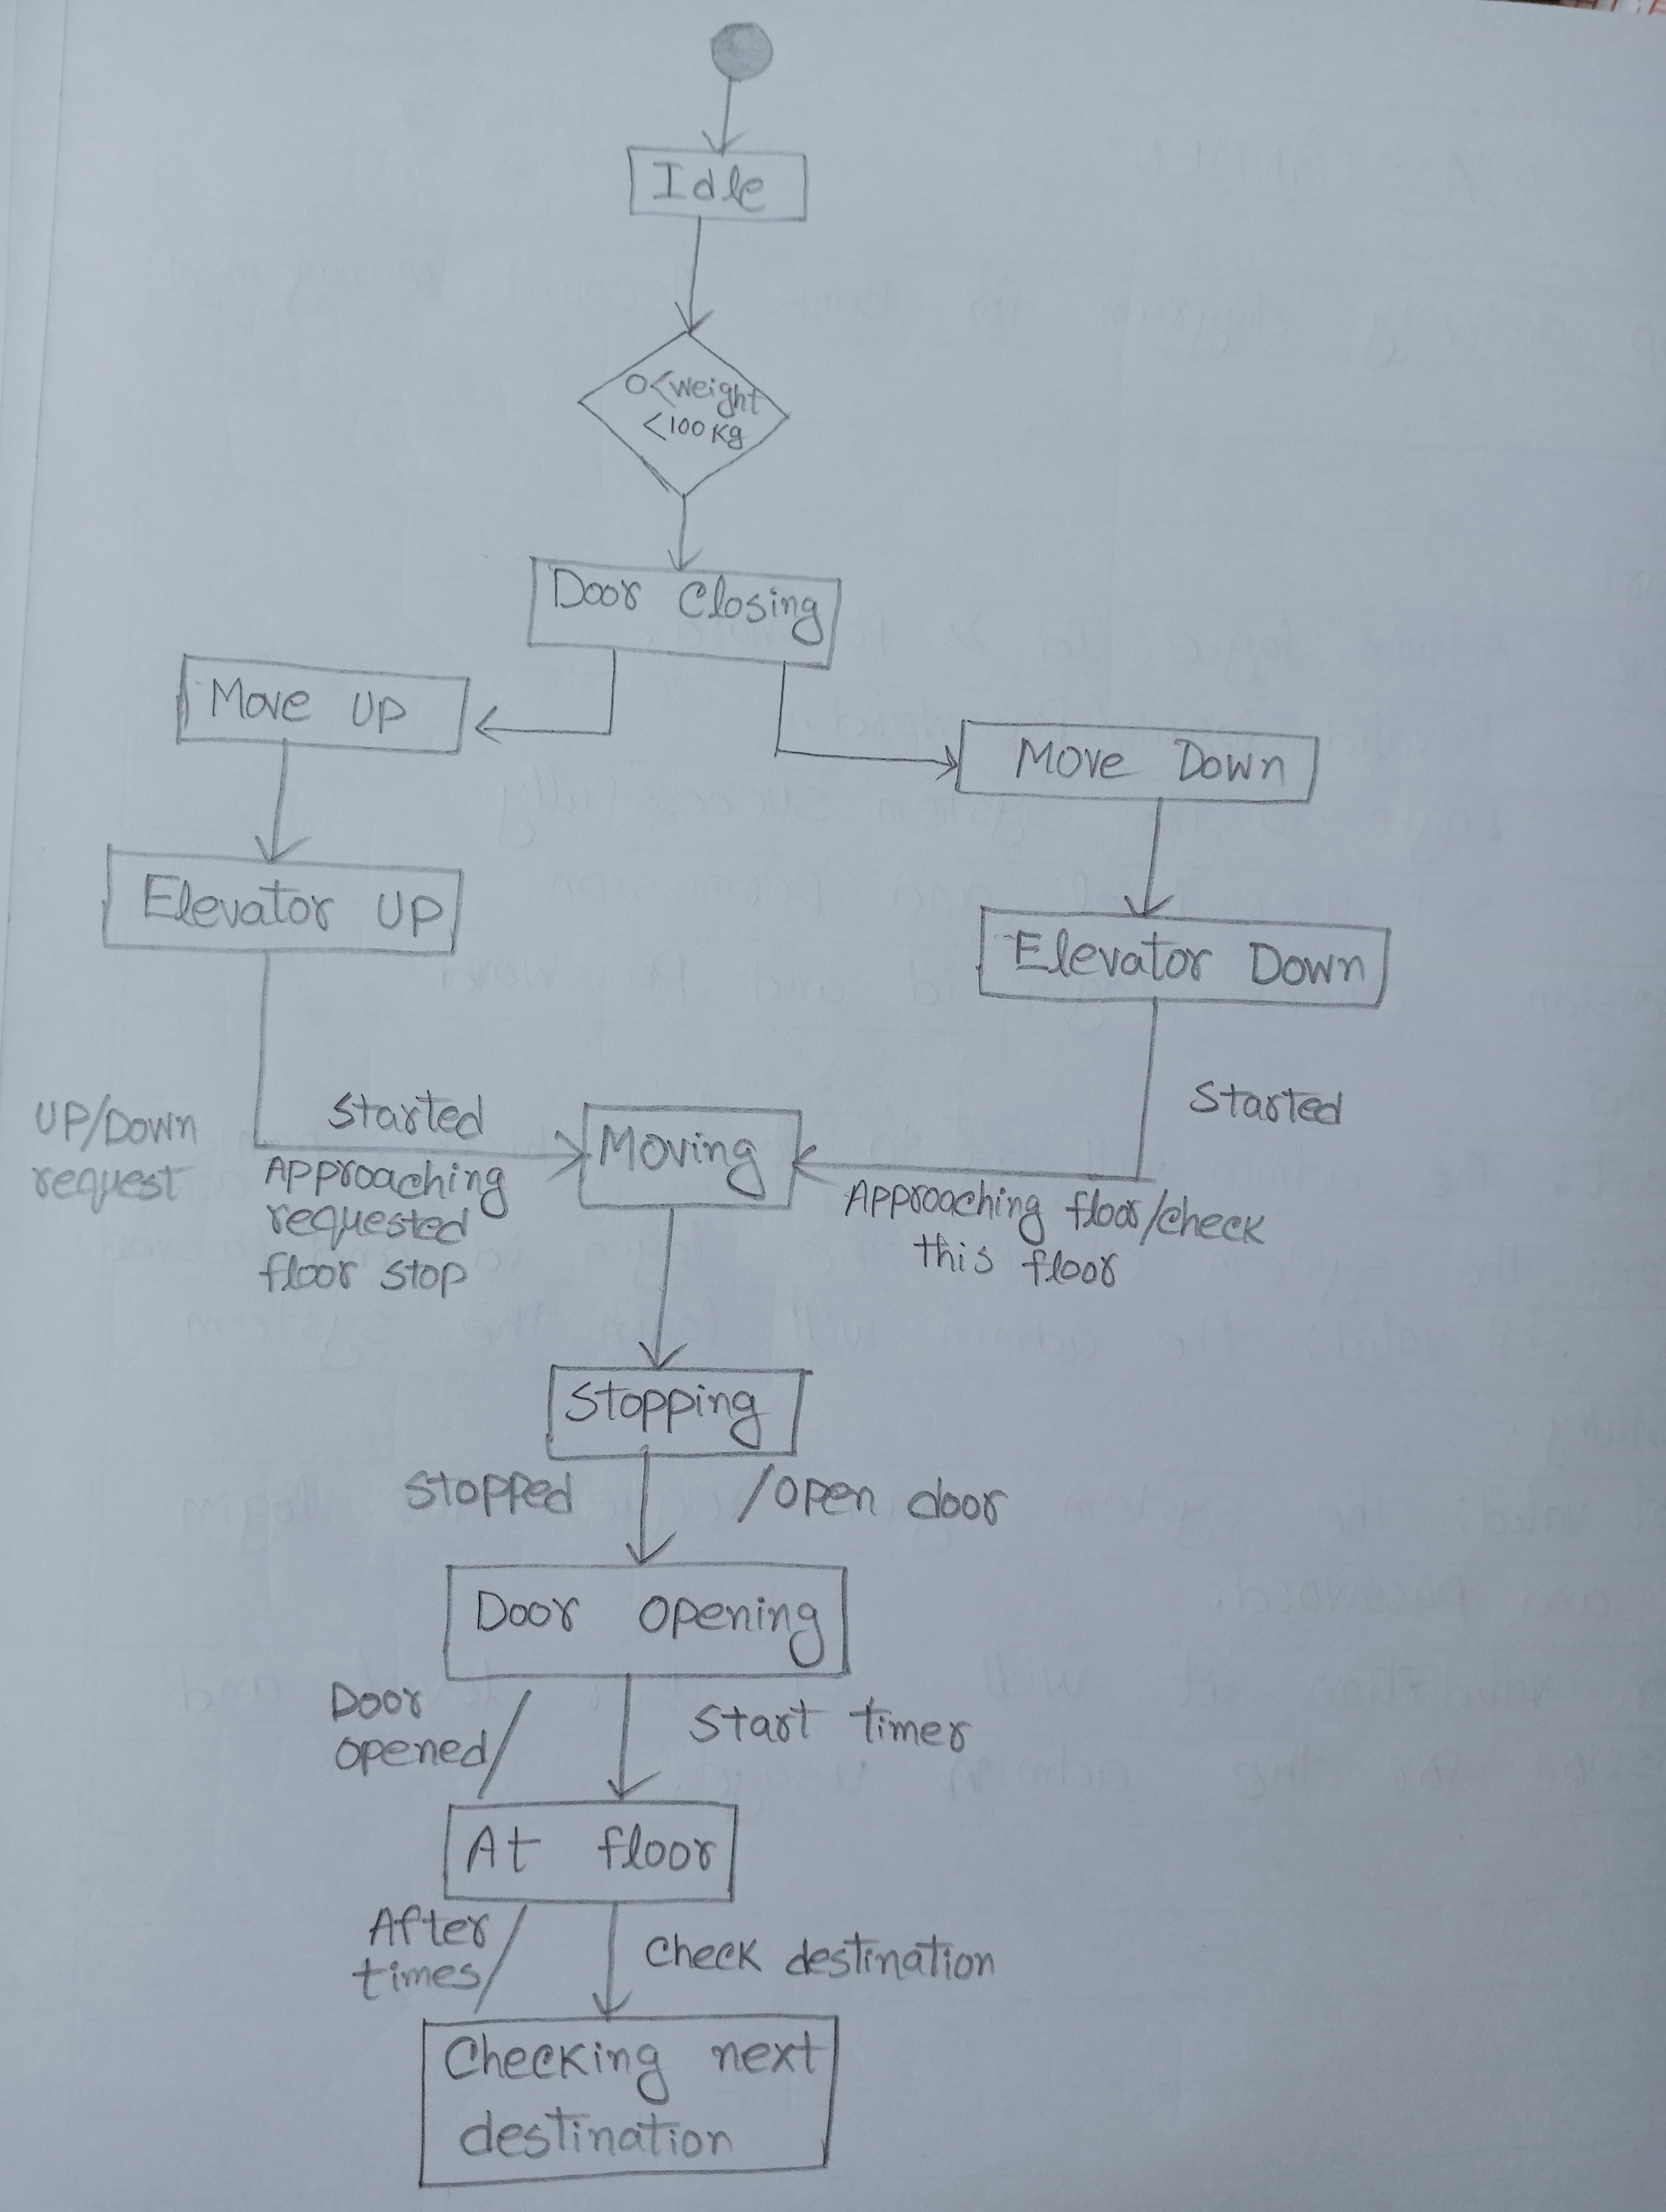 Idle
0<weight
<100 Kg
Door Closing
Move UP
Move Down
Elevator UP
Elevator Down
UP/Down
request
Started
Approaching
requested
floor stop
Moving
Started
Approaching floor/check
this floor
Stopping
Stopped
/open door
Door opening
Door
opened/
Start timer
At floor
After
times/
Check destination
Checking next
destination